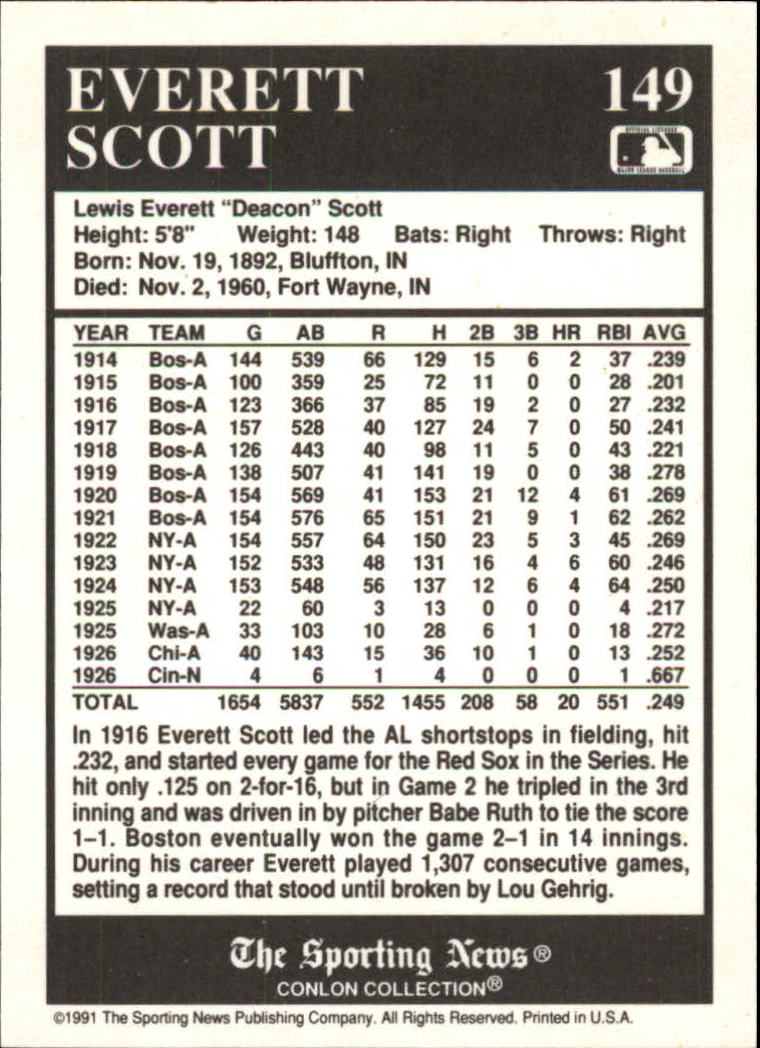 EVERETT 149
SCOTT
OFFICIAL LICENSEE
MAJOR LEAGUE BASEBALL
Lewis Everett "Deacon" Scott
Height: 5'8" Weight: 148 Bats: Right Throws: Right
Born: Nov. 19, 1892, Bluffton, IN
Died: Nov. 2, 1960, Fort Wayne, IN
YEAR TEAM G AB R H 2B 3B HR RBI AVG
1914 Bos-A 144 539 66 129 15 6 2 37 .239
1915 Bos-A 100 359 25 72 11 0 0 28 .201
1916 Bos-A 123 366 37 85 19 2 0 27 .232
1917 Bos-A 157 528 40 127 24 7 0 50 .241
1918 Bos-A 126 443 40 98 11 5 0 43 .221
1919 Bos-A 138 507 41 141 19 0 0 38 .278
1920 Bos-A 154 569 41 153 21 12 4 61 .269
1921 Bos-A 154 576 65 151 21 9 1 62 .262
1922 NY-A 154 557 64 150 23 5 3 45 .269
1923 NY-A 152 533 48 131 16 4 6 60 .246
1924 NY-A 153 548 56 137 12 6 4 64 .250
1925 NY-A 22 60 3 13 0 0 0 4 .217
1925 Was-A 33 103 10 28 6 1 0 18 .272
1926 Chi-A 40 143 15 36 10 1 0 13 .252
1926 Cin-N 4 6 1 4 0 0 0 1 .667
TOTAL 1654 5837 552 1455 208 58 20 551 .249
In 1916 Everett Scott led the AL shortstops in fielding, hit
.232, and started every game for the Red Sox in the Series. He
hit only .125 on 2-for-16, but in Game 2 he tripled in the 3rd
inning and was driven in by pitcher Babe Ruth to tie the score
1–1. Boston eventually won the game 2–1 in 14 innings.
During his career Everett played 1,307 consecutive games,
setting a record that stood until broken by Lou Gehrig.
The Sporting News®
CONLON COLLECTION®
©1991 The Sporting News Publishing Company. All Rights Reserved. Printed in U.S.A.